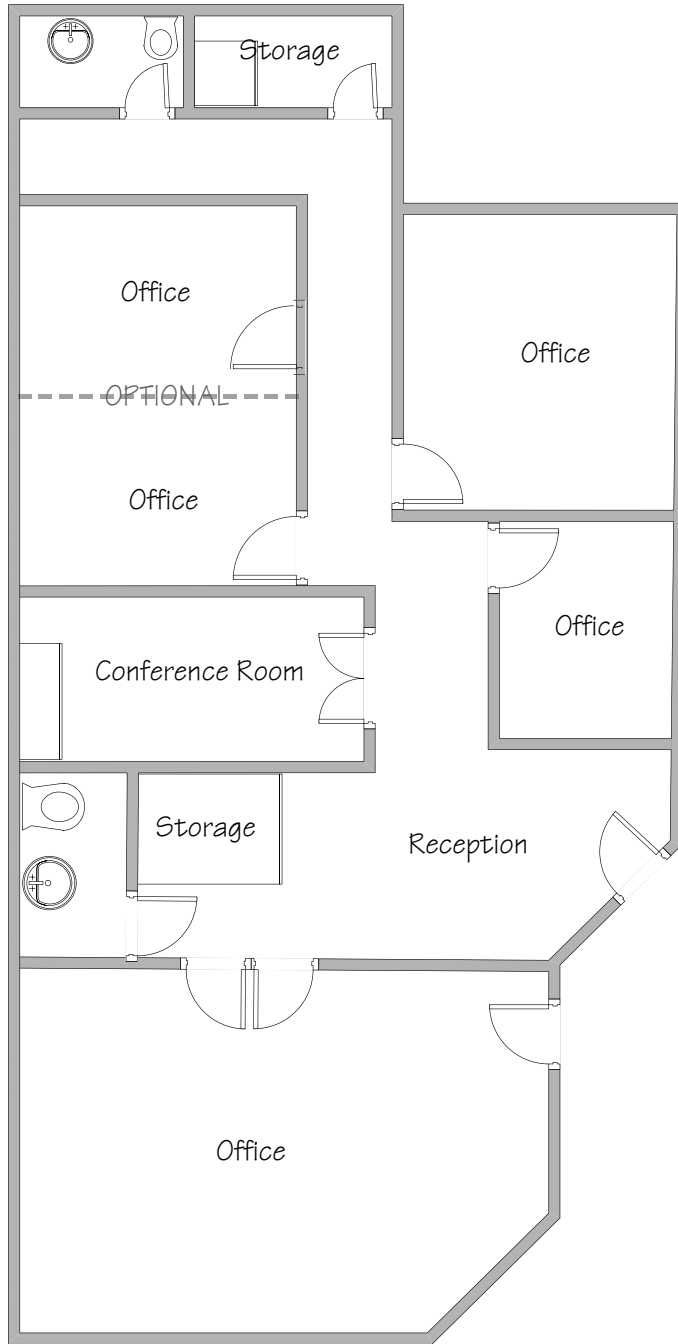 Storage
Office
Office
OPTIONAL
Office
Office
Conference Room
Storage
Reception
Office